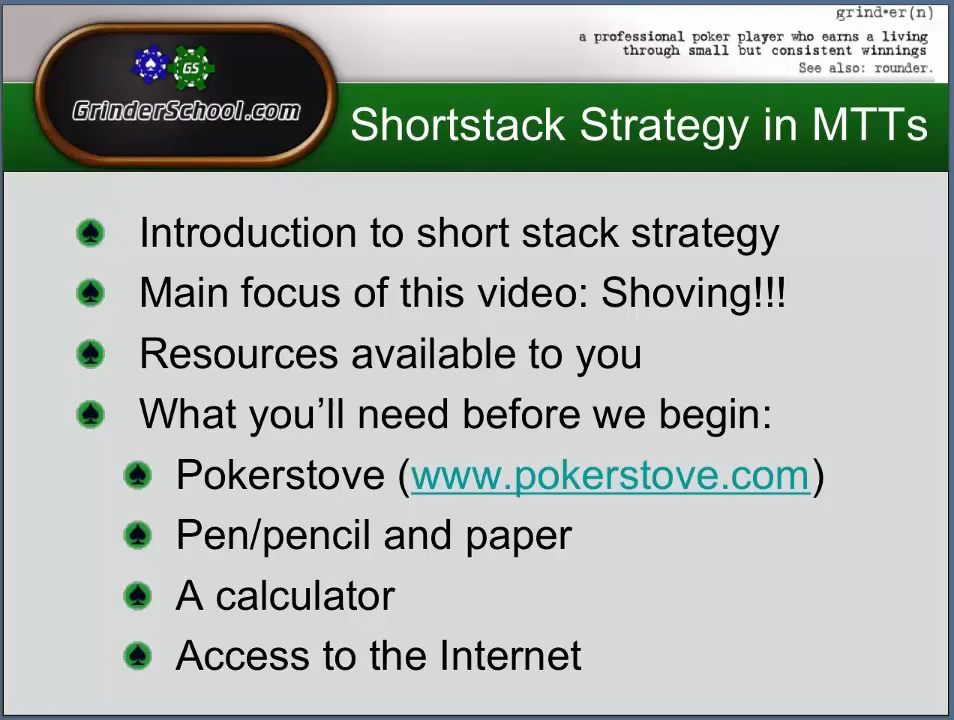 grind•er(n)
a professional poker player who earns a living
through small but consistent winnings
See also: rounder.
GS
GrinderSchool.com
Shortstack Strategy in MTTs
Introduction to short stack strategy
Main focus of this video: Shoving!!!
Resources available to you
What you’ll need before we begin:
Pokerstove (www.pokerstove.com)
Pen/pencil and paper
A calculator
Access to the Internet